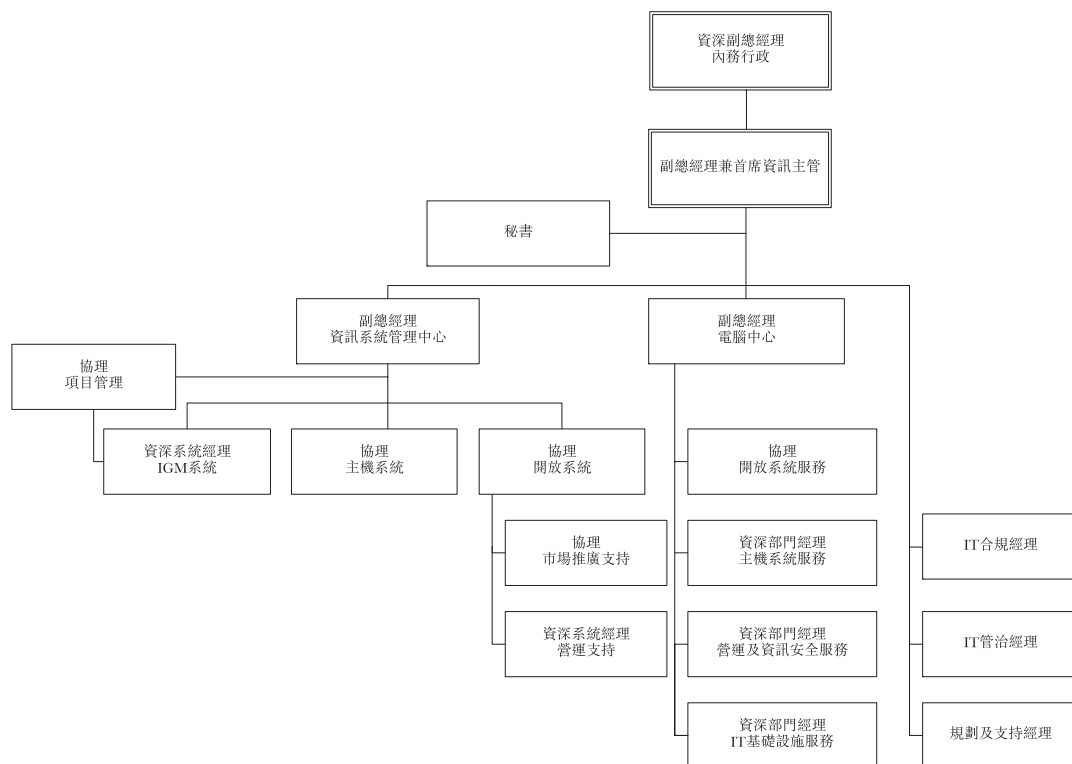 資深副總經理
內務行政
副總經理兼首席資訊主管
秘書
副總經理
資訊系統管理中心
副總經理
電腦中心
協理
項目管理
資深系統經理
IGM系統
協理
主機系統
協理
開放系統
協理
開放系統服務
協理
市場推廣支持
資深部門經理
主機系統服務
IT合規經理
資深系統經理
營運支持
資深部門經理
營運及資訊安全服務
IT管治經理
資深部門經理
IT基礎設施服務
規劃及支持經理